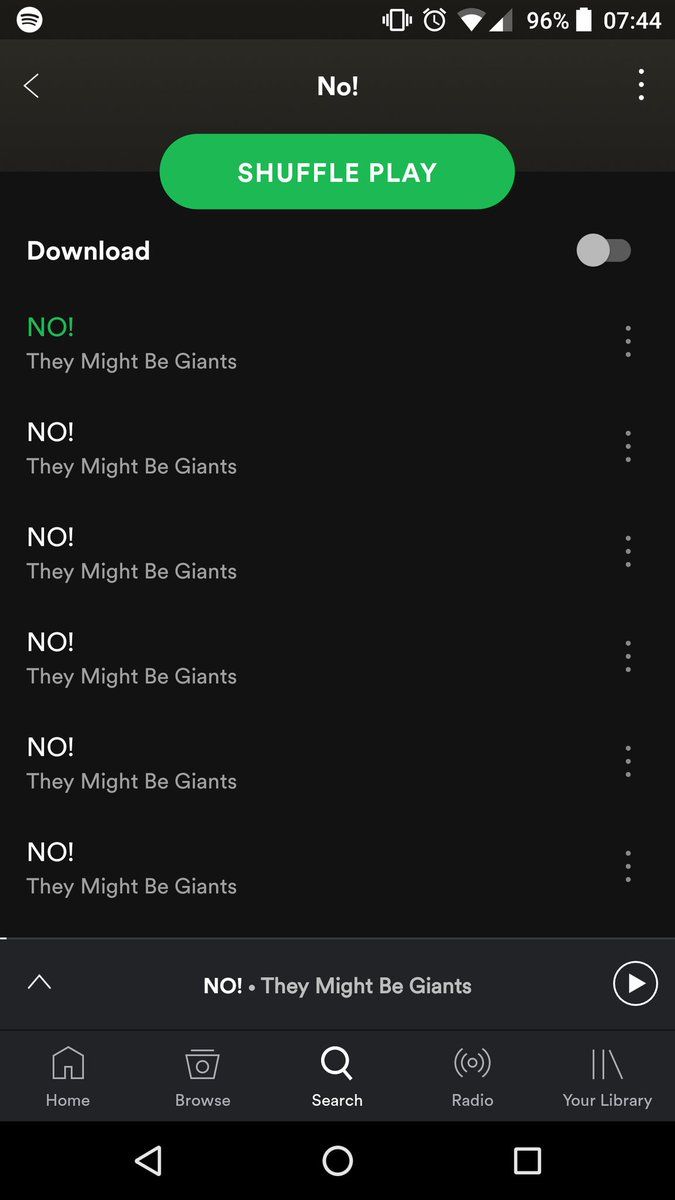 96% 07:44
No!
SHUFFLE PLAY
Download
NO!
They Might Be Giants
NO!
They Might Be Giants
NO!
They Might Be Giants
NO!
They Might Be Giants
NO!
They Might Be Giants
NO!
They Might Be Giants
NO! • They Might Be Giants
Home Browse Search Radio Your Library